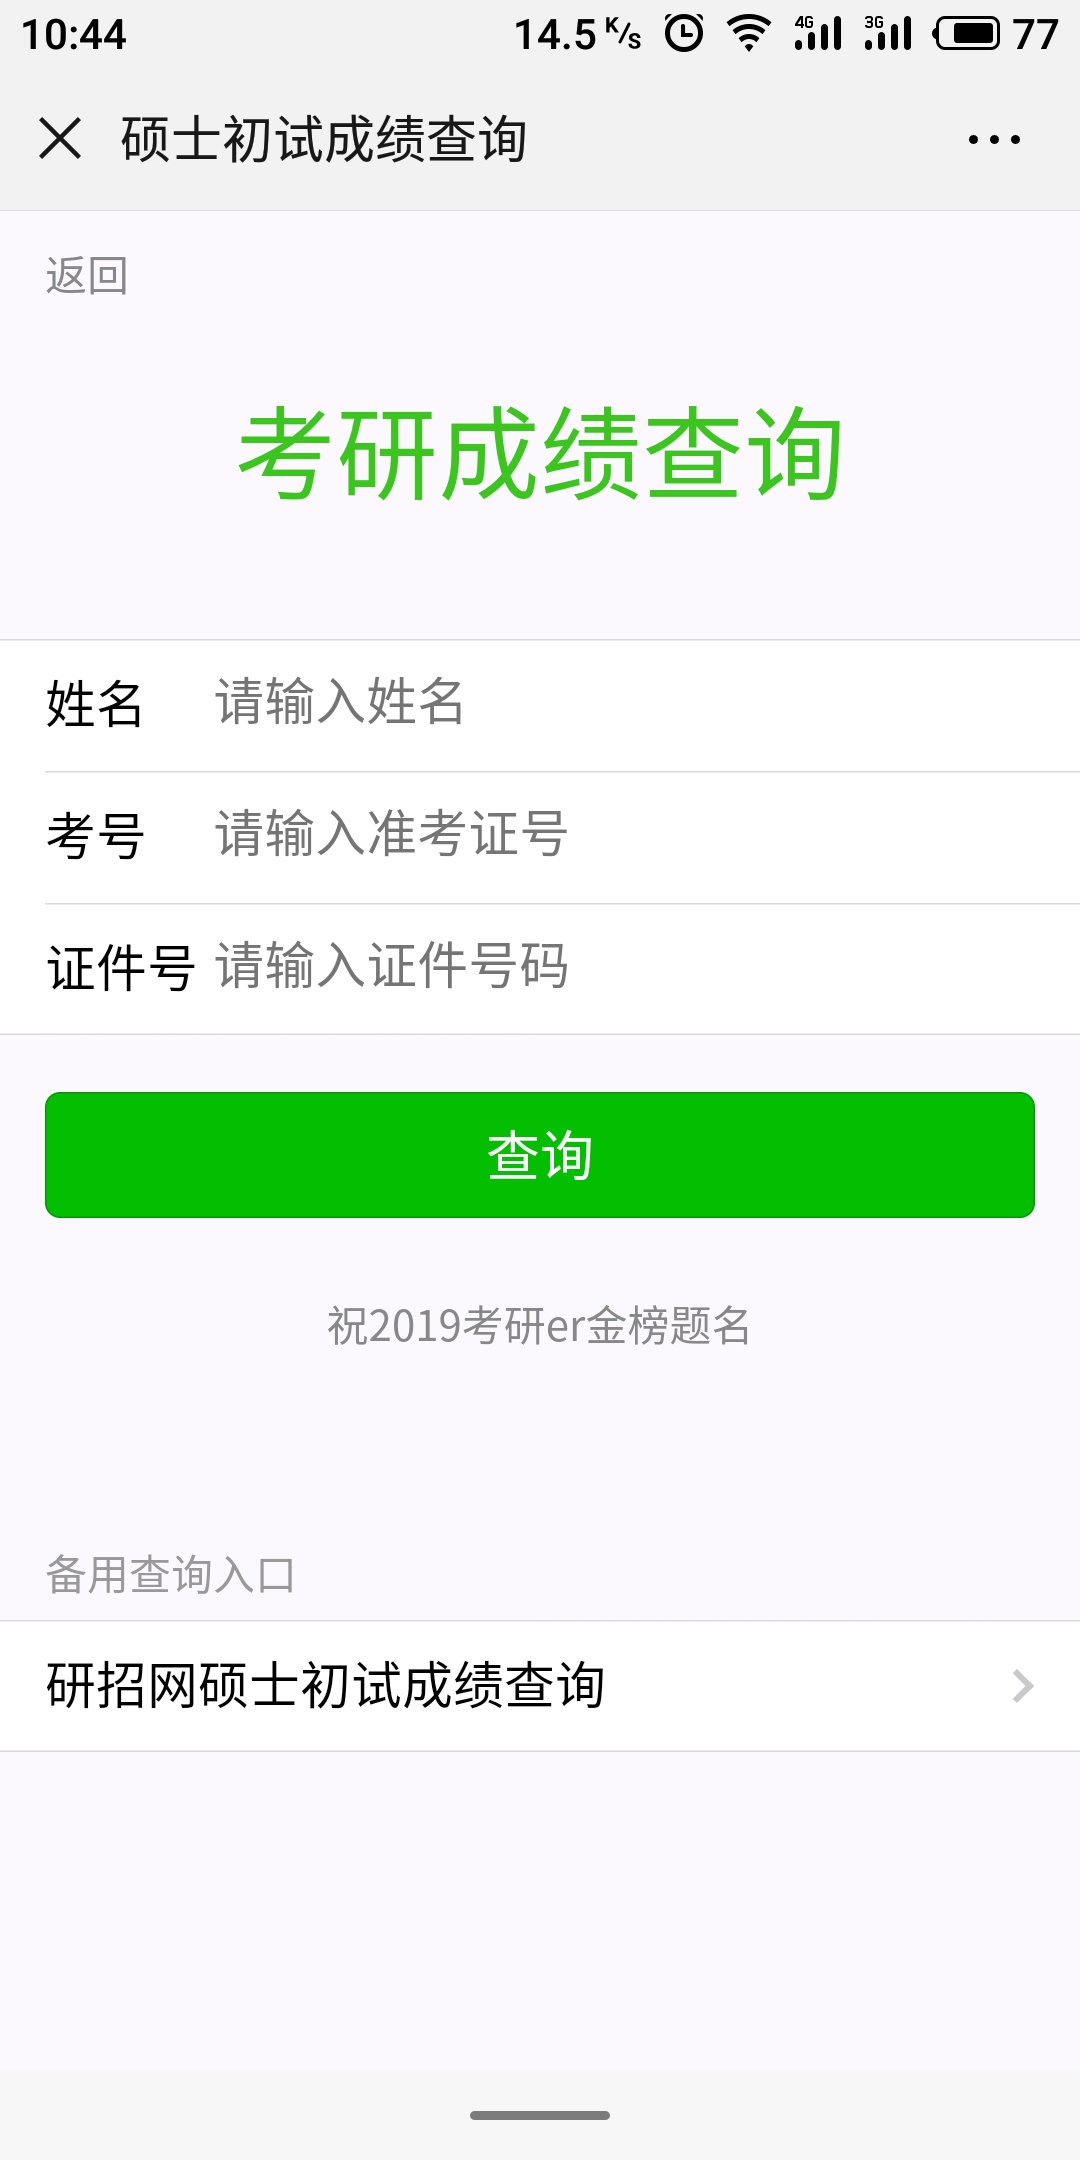 10:44 14.5 K/s 4G 3G 77
硕士初试成绩查询
返回
考研成绩查询
姓名 请输入姓名
考号 请输入准考证号
证件号 请输入证件号码
查询
祝2019考研er金榜题名
备用查询入口
研招网硕士初试成绩查询